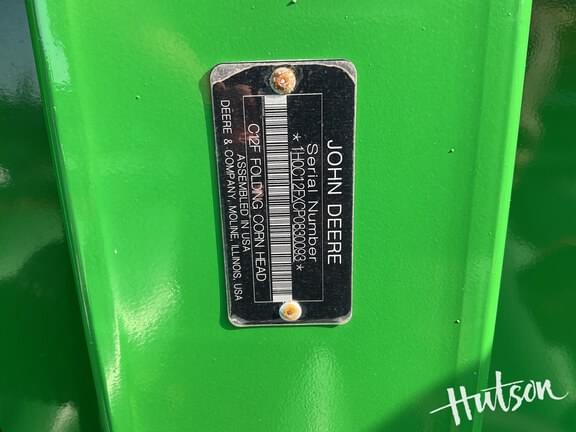 JOHN DEERE
Serial Number
* 1H0C12FXCP0830093 *
C12F FOLDING CORN HEAD
ASSEMBLED IN USA
DEERE & COMPANY, MOLINE, ILLINOIS, USA
Hutson